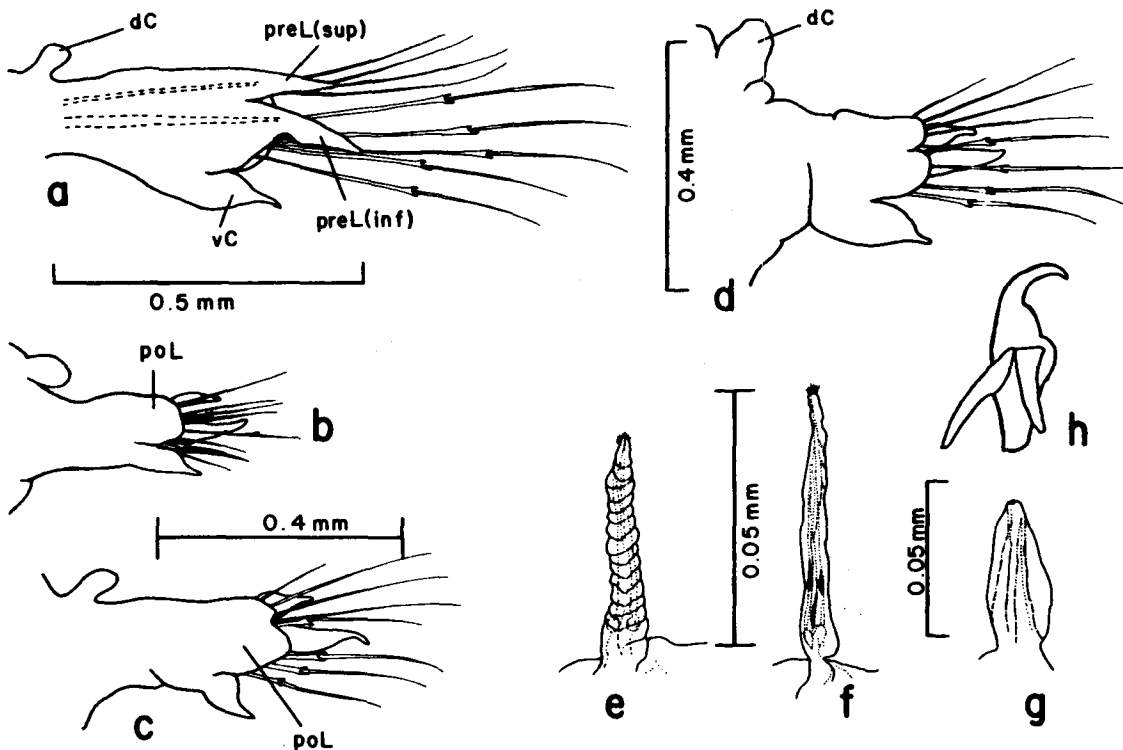 dC
preL(sup)
a
vC
preL(inf)
0.5 mm
dC
0.4 mm
d
poL
b
0.4 mm
c
poL
e
0.05 mm
f
h
0.05 mm
g